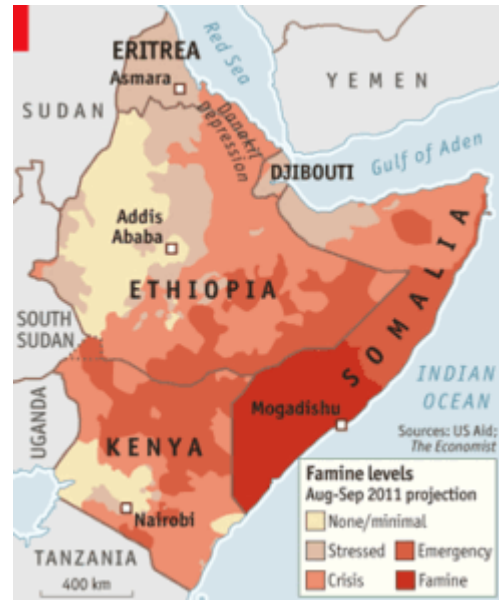 ERITREA
Asmara
Red Sea
YEMEN
SUDAN
Danakil
depression
DJIBOUTI
Gulf of Aden
Addis
Ababa
ETHIOPIA
SOMALIA
SOUTH
SUDAN
INDIAN
OCEAN
Mogadishu
UGANDA
KENYA
Sources: US Aid;
The Economist
Nairobi
TANZANIA
400 km
Famine levels
Aug-Sep 2011 projection
None/minimal
Stressed
Emergency
Crisis
Famine